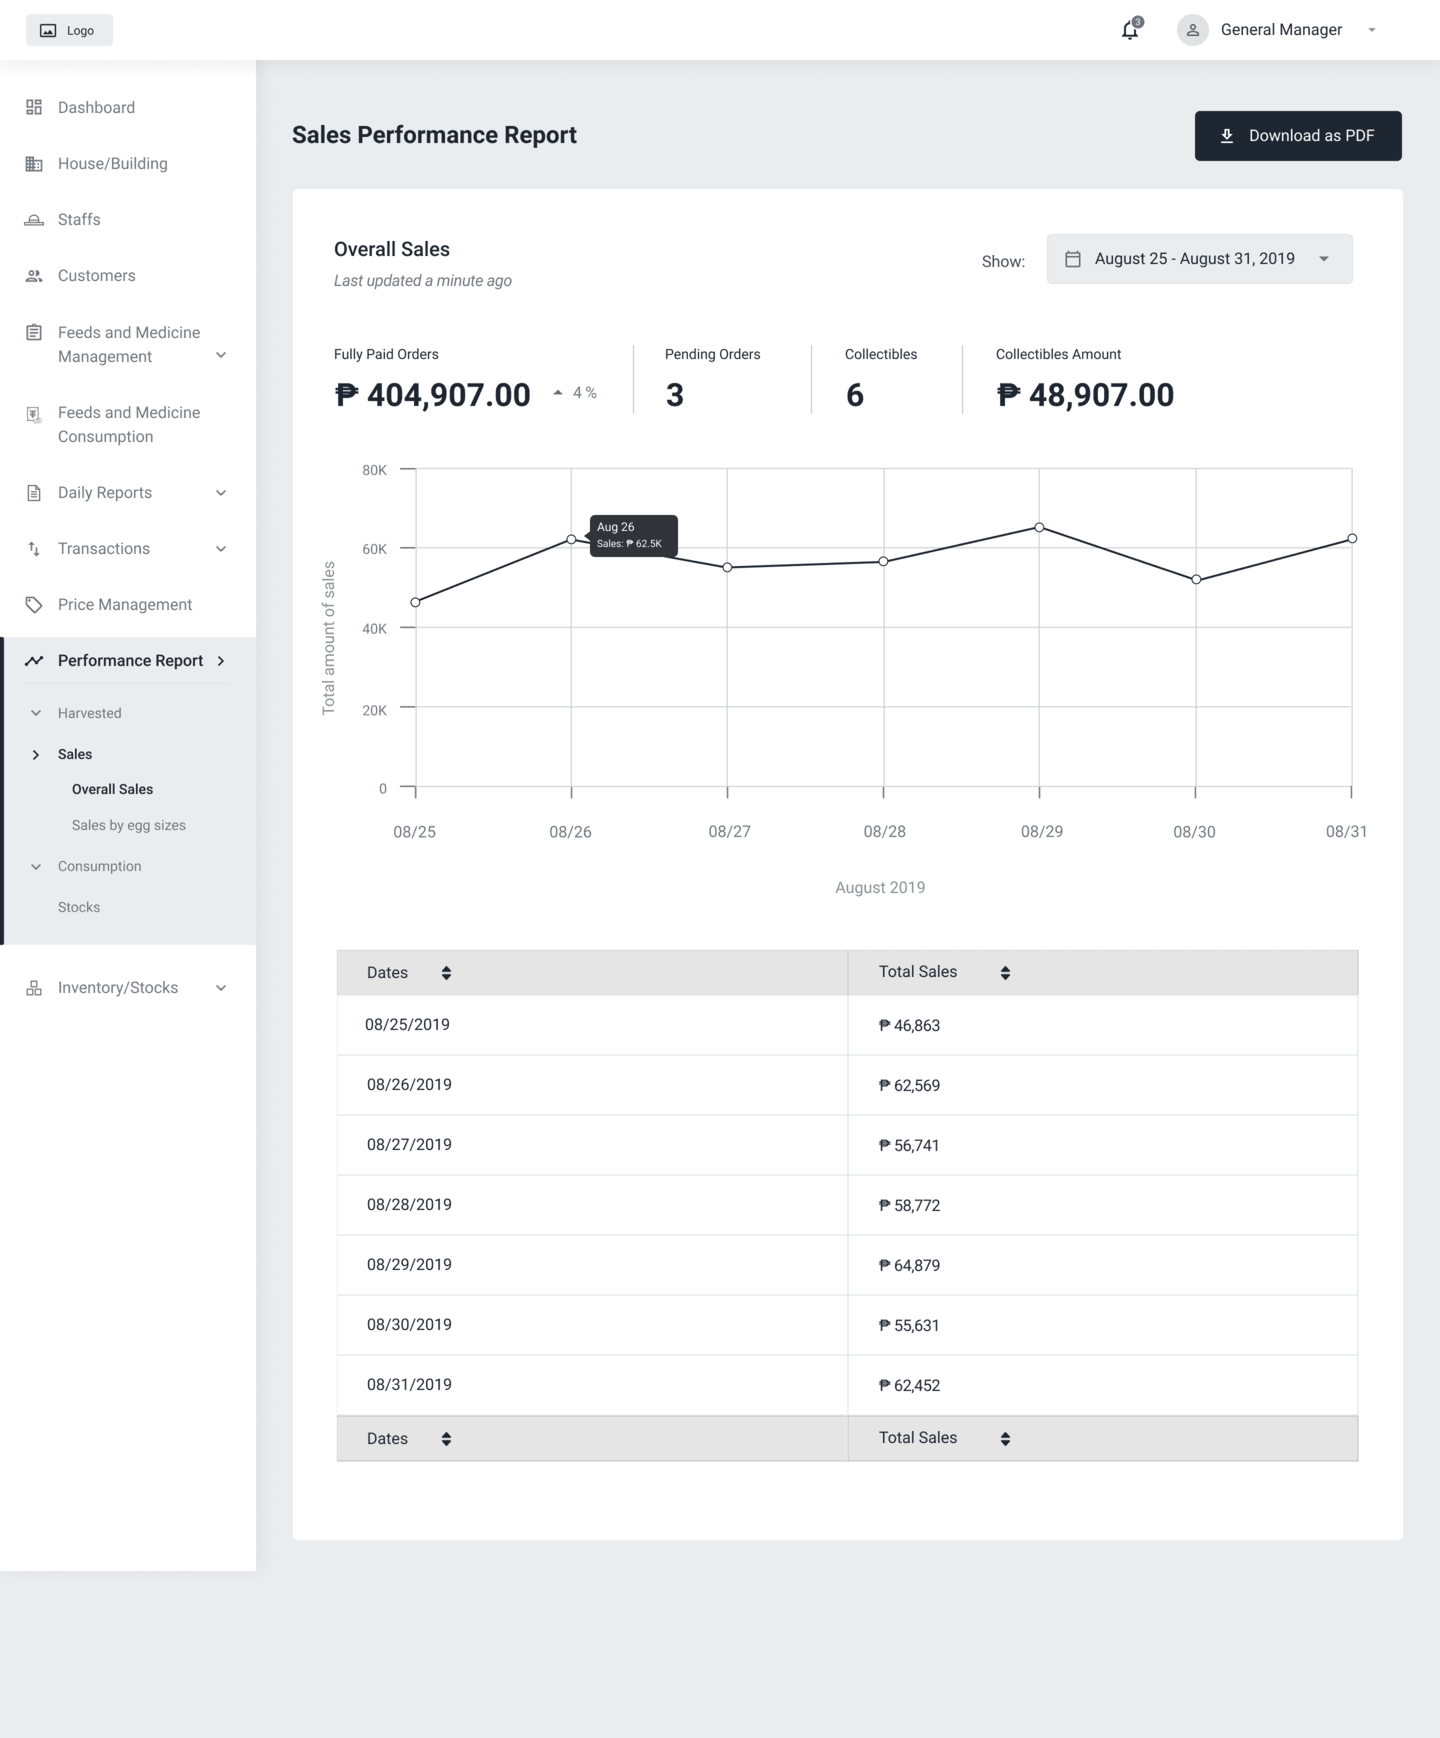 Logo
3
General Manager
Dashboard
House/Building
Staffs
Customers
Feeds and Medicine
Management
Feeds and Medicine
Consumption
Daily Reports
Transactions
Price Management
Performance Report
Harvested
Sales
Overall Sales
Sales by egg sizes
Consumption
Stocks
Inventory/Stocks
Sales Performance Report
Download as PDF
Overall Sales
Last updated a minute ago
Show:
August 25 - August 31, 2019
Fully Paid Orders
₱ 404,907.00
4 %
Pending Orders
3
Collectibles
6
Collectibles Amount
₱ 48,907.00
Total amount of sales
80K
60K
40K
20K
0
Aug 26
Sales: ₱ 62.5K
08/25 08/26 08/27 08/28 08/29 08/30 08/31
August 2019
Dates Total Sales
08/25/2019 ₱ 46,863
08/26/2019 ₱ 62,569
08/27/2019 ₱ 56,741
08/28/2019 ₱ 58,772
08/29/2019 ₱ 64,879
08/30/2019 ₱ 55,631
08/31/2019 ₱ 62,452
Dates Total Sales